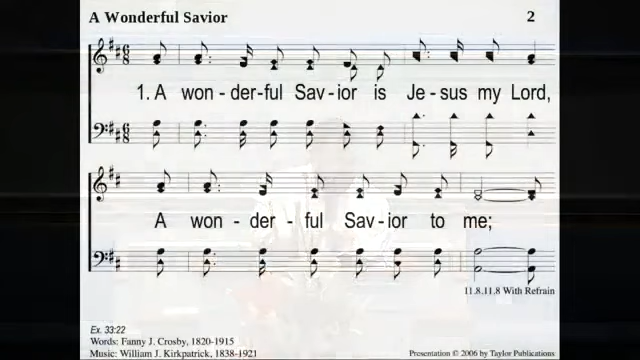 A Wonderful Savior 2
1. A won - der-ful Sav-ior is Je-sus my Lord,
A won - der - ful Sav-ior to me;
11.8.11.8 With Refrain
Ex. 33:22
Words: Fanny J. Crosby, 1820-1915
Music: William J. Kirkpatrick, 1838-1921
Presentation © 2006 by Taylor Publications